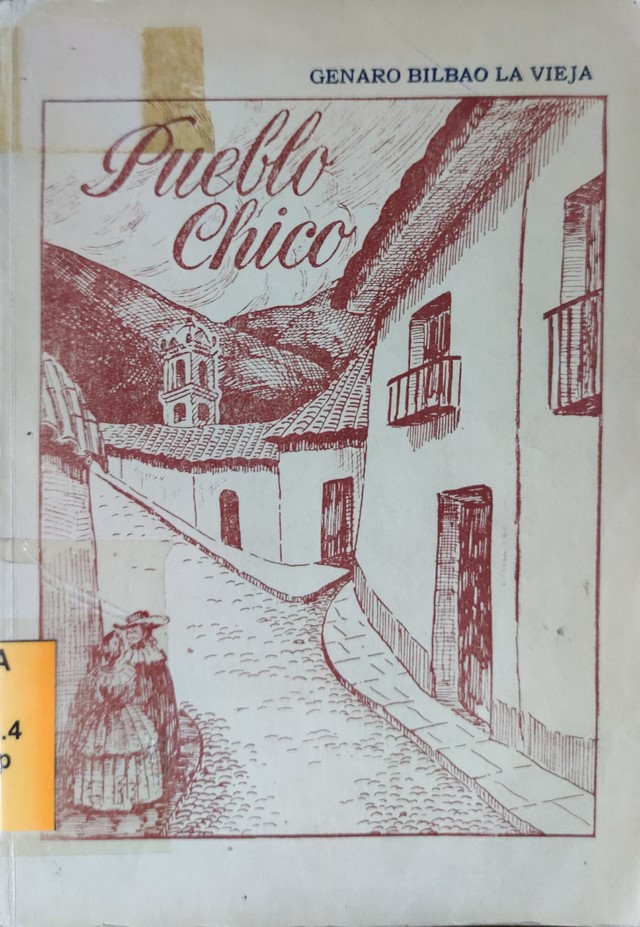 GENARO BILBAO LA VIEJA
Pueblo
Chico
A
.4
p